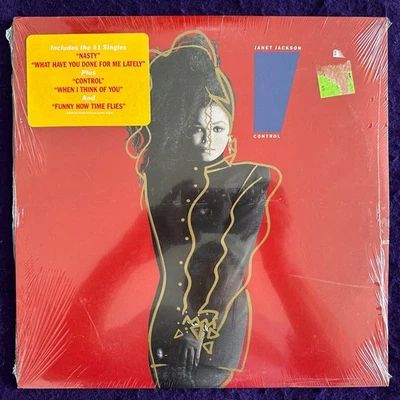 Includes the #1 Singles
"NASTY"
"WHAT HAVE YOU DONE FOR ME LATELY"
Plus
"CONTROL"
"WHEN I THINK OF YOU"
And
"FUNNY HOW TIME FLIES"
JANET JACKSON
CONTROL